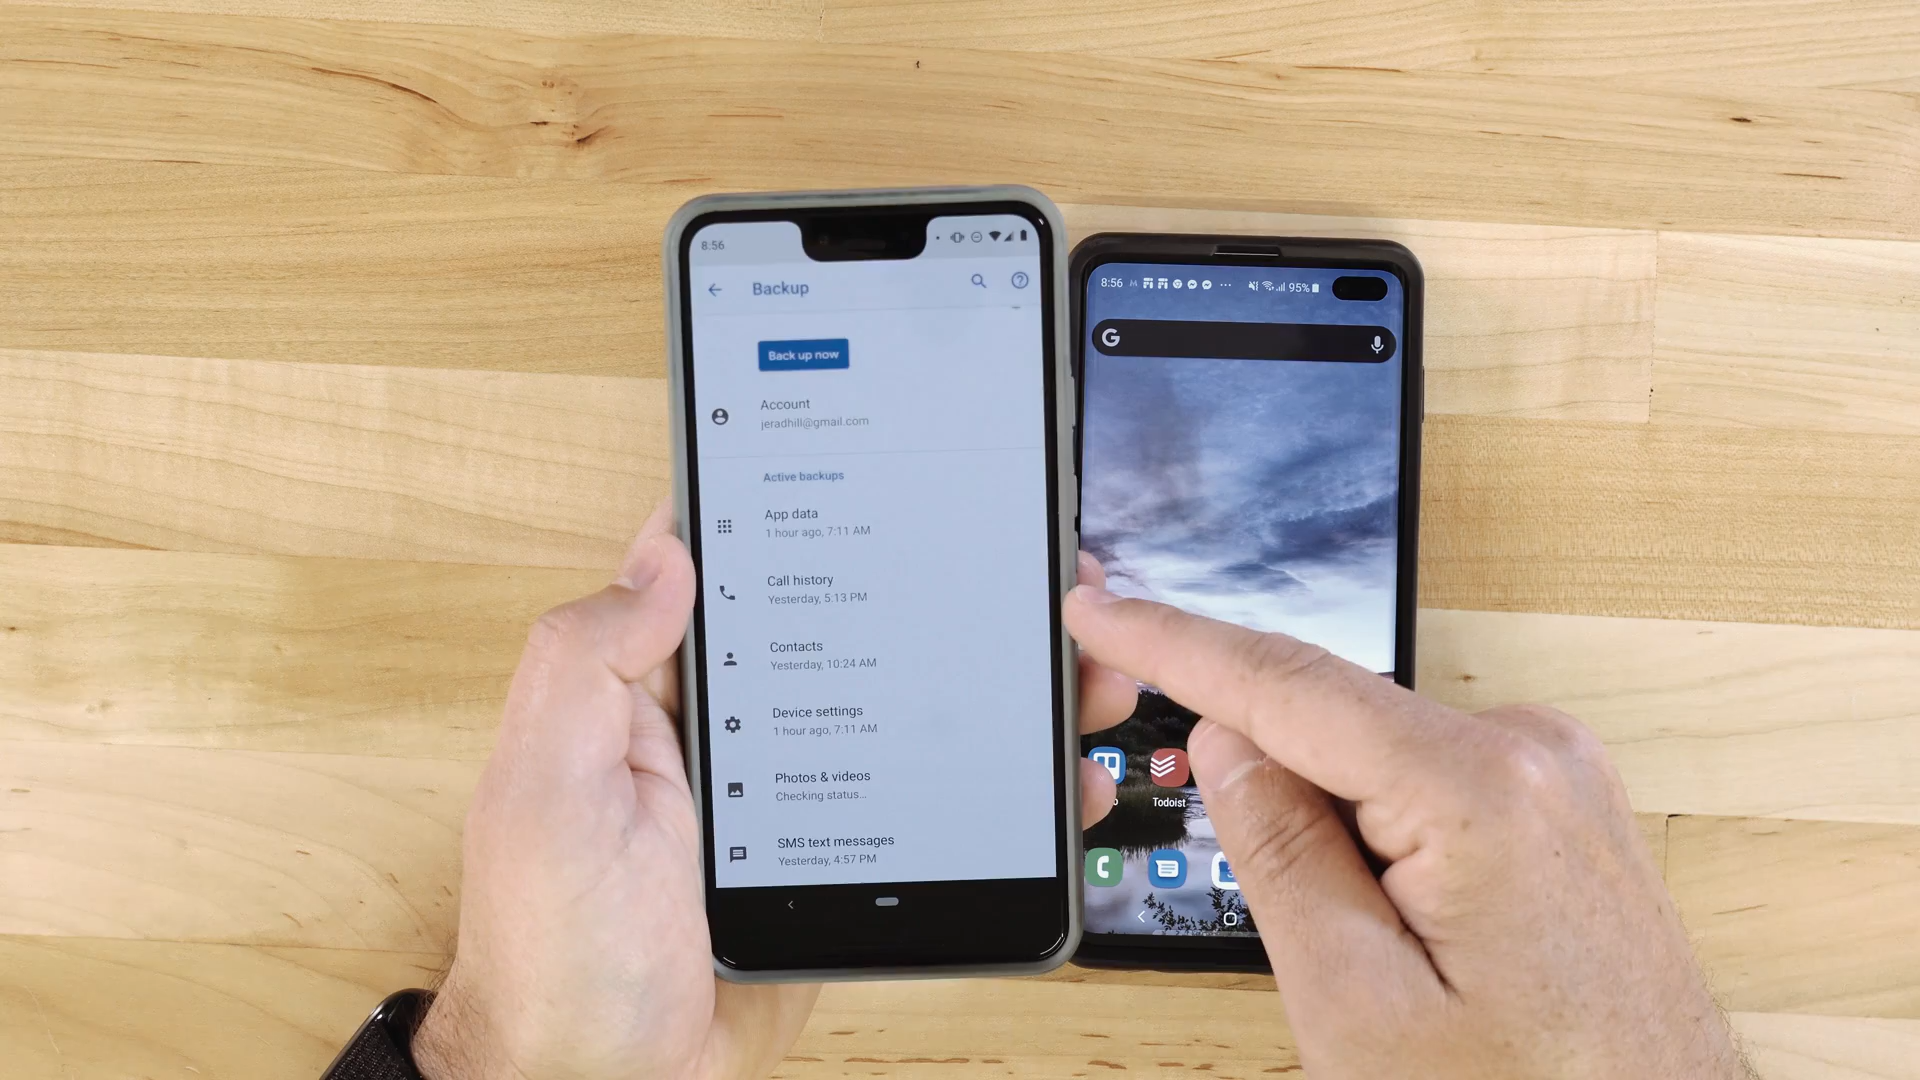 8:56
Backup
Back up now
Account
jeradhill@gmail.com
Active backups
App data
1 hour ago, 7:11 AM
Call history
Yesterday, 5:13 PM
Contacts
Yesterday, 10:24 AM
Device settings
1 hour ago, 7:11 AM
Photos & videos
Checking status...
SMS text messages
Yesterday, 4:57 PM
8:56
95%
G
Todoist